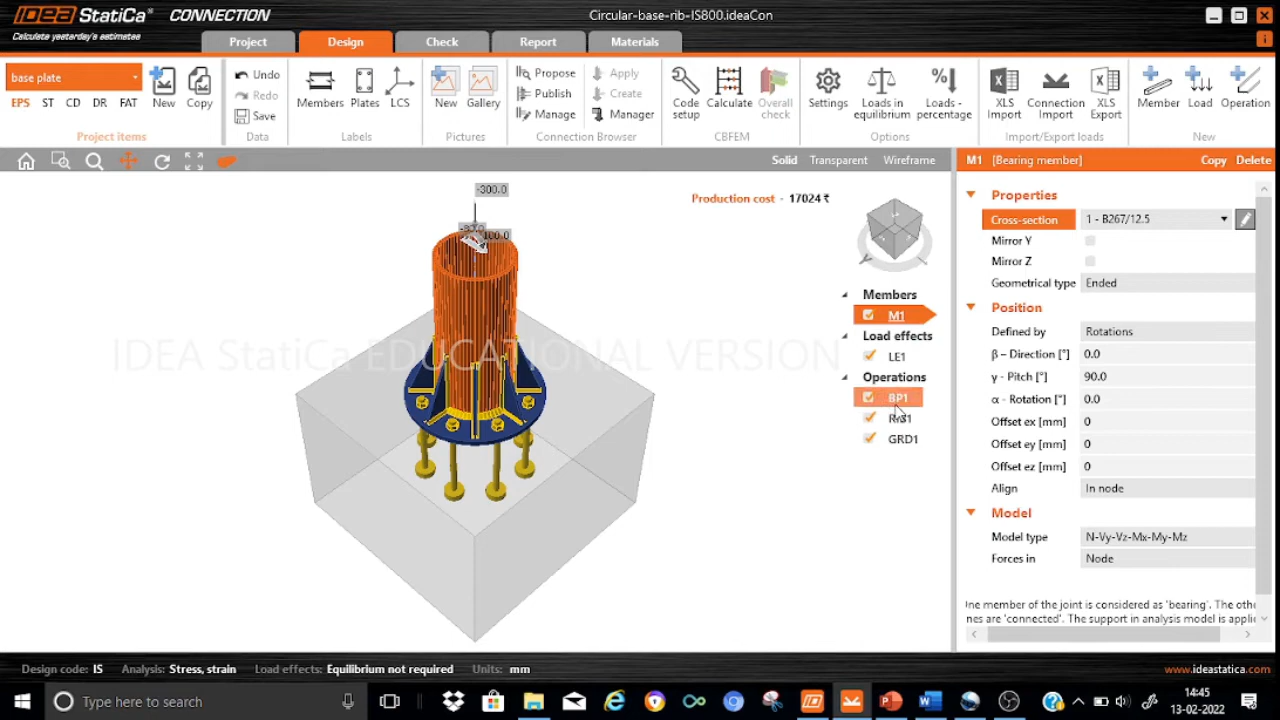 IDEA StatiCa® CONNECTION
Calculate yesterday's estimates
Circular-base-rib-IS800.ideaCon
Project Design Check Report Materials
base plate
EPS ST CD DR FAT
New Copy
Project items
Undo
Redo
Save
Data
Members Plates LCS
Labels
New Gallery
Pictures
Propose Apply
Publish Create
Manage Manager
Connection Browser
Code setup Calculate Overall check
CBFEM
Settings Loads in equilibrium Loads - percentage
Options
XLS Import Connection Import XLS Export
Import/Export loads
Member Load Operation
New
Solid Transparent Wireframe
M1 [Bearing member] Copy Delete
Production cost - 17024 ₹
-300.0
Members
M1
Load effects
LE1
Operations
BP1
GRD1
IDEA StatiCa EDUCATIONAL VERSION
Properties
Cross-section 1 - B267/12.5
Mirror Y
Mirror Z
Geometrical type Ended
Position
Defined by Rotations
β – Direction [°] 0.0
γ - Pitch [°] 90.0
α - Rotation [°] 0.0
Offset ex [mm] 0
Offset ey [mm] 0
Offset ez [mm] 0
Align In node
Model
Model type N-Vy-Vz-Mx-My-Mz
Forces in Node
ne member of the joint is considered as 'bearing'. The othe
nes are 'connected'. The support in analysis model is applie
Design code: IS Analysis: Stress, strain Load effects: Equilibrium not required Units: mm
www.ideastatica.com
Type here to search
14:45
13-02-2022